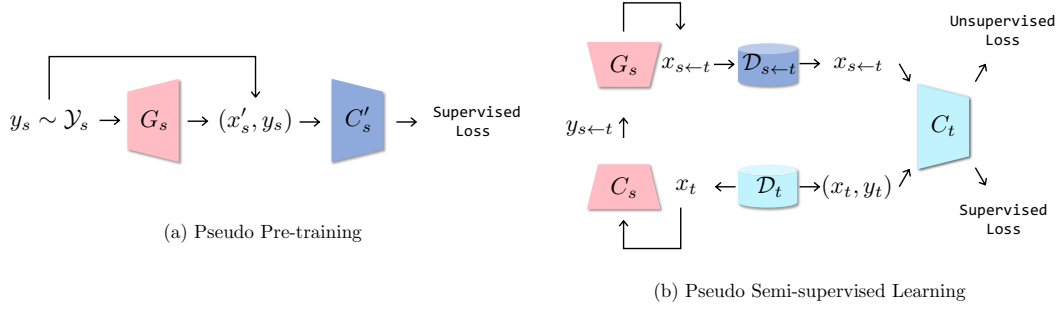 y_s ∼ 𝒴_s
G_s
(x′_s, y_s)
C′_s
Supervised
Loss
(a) Pseudo Pre-training
G_s
x_{s←t}
𝒟_{s←t}
x_{s←t}
Unsupervised
Loss
y_{s←t}
C_t
C_s
x_t
𝒟_t
(x_t, y_t)
Supervised
Loss
(b) Pseudo Semi-supervised Learning